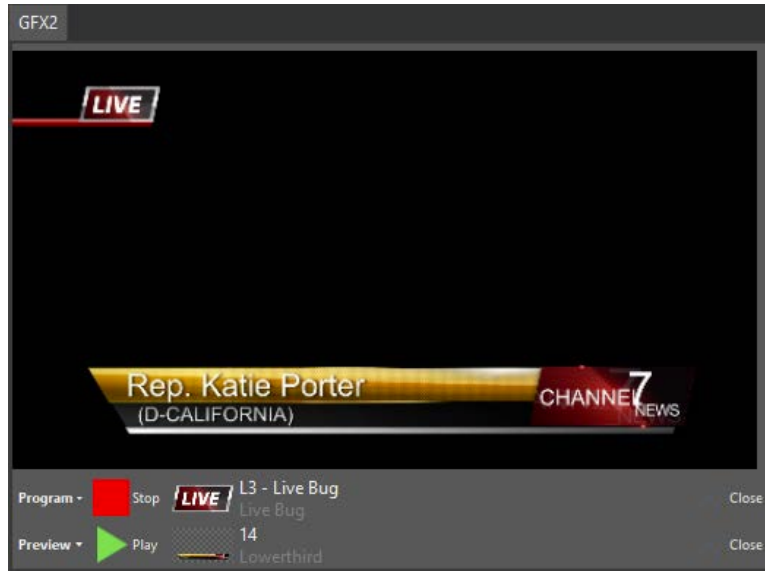 GFX2
LIVE
Rep. Katie Porter
(D-CALIFORNIA)
CHANNEL 7 NEWS
Program Stop LIVE L3 - Live Bug Close
Live Bug
Preview Play 14 Close
Lowerthird